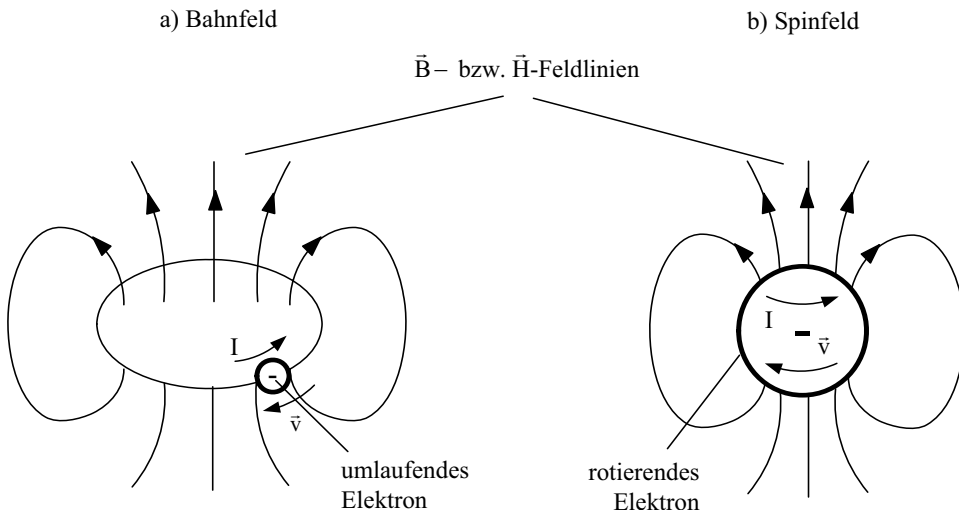 a) Bahnfeld
b) Spinfeld
B⃗ – bzw. H⃗-Feldlinien
I
-
v⃗
umlaufendes
Elektron
I
-
v⃗
rotierendes
Elektron